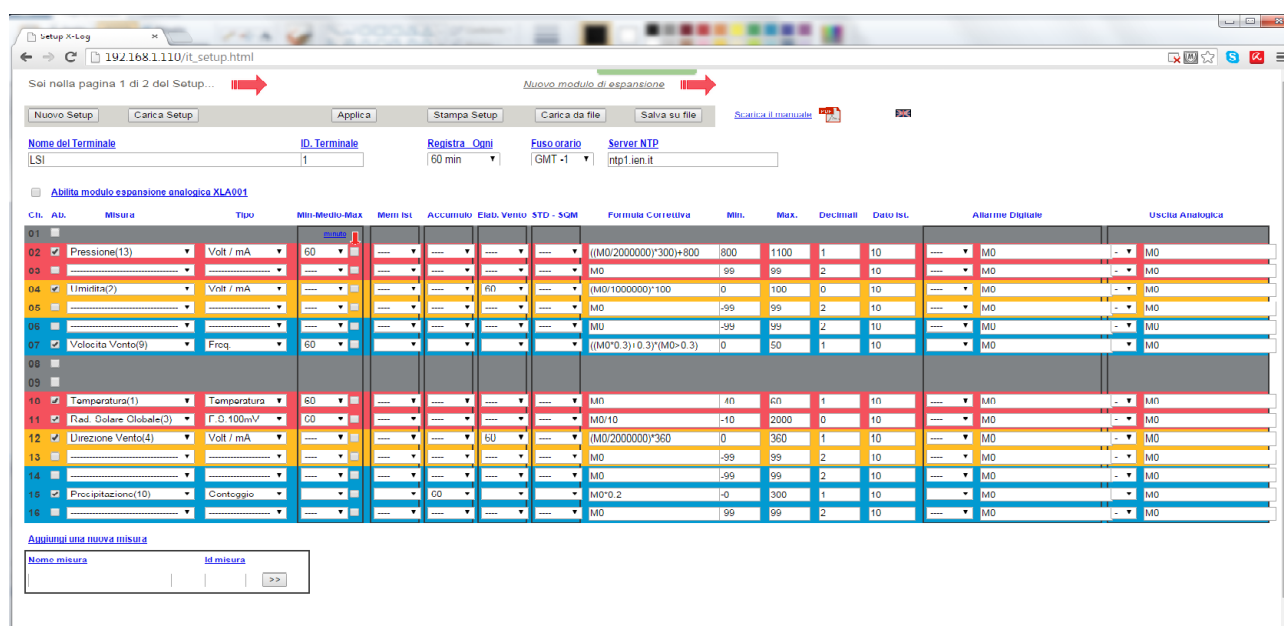 Setup X-Log
192.168.1.110/it_setup.html
Sei nella pagina 1 di 2 del Setup...
Nuovo modulo di espansione
Nuovo Setup Carica Setup Applica Stampa Setup Carica da file Salva su file Scarica il manuale
Nome del Terminale ID. Terminale Registra Ogni Fuso orario Server NTP
LSI 1 60 min GMT -1 ntp1.ien.it
Abilita modulo espansione analogica XLA001
Ch. Ab. Misura Tipo Min-Medio-Max Mem Ist Accumulo Elab. Vento STD - SQM Formula Correttiva Min. Max. Decimali Dato Ist. Allarme Digitale Uscita Analogica
01 minuto
02 Pressione(13) Volt / mA 60 ---- ---- ---- ---- ((M0/2000000)*300)+800 800 1100 1 10 ---- M0 - M0
03 ---- ---- ---- ---- ---- ---- ---- M0 99 99 2 10 ---- M0 - M0
04 Umidita(2) Volt / mA ---- ---- ---- 60 ---- (M0/1000000)*100 0 100 0 10 ---- M0 - M0
05 ---- ---- ---- ---- ---- ---- ---- M0 -99 99 2 10 ---- M0 - M0
06 ---- ---- ---- ---- ---- ---- ---- M0 -99 99 2 10 ---- M0 - M0
07 Velocita Vento(9) Freq. 60 ((M0*0.3)+0.3)*(M0>0.3) 0 50 1 10 M0 M0
08
09
10 Temperatura(1) Temperatura 60 ---- ---- ---- ---- M0 40 60 1 10 ---- M0 - M0
11 Rad. Solare Globale(3) F.S.100mV 60 ---- ---- ---- ---- M0/10 -10 2000 0 10 ---- M0 - M0
12 Direzione Vento(4) Volt / mA ---- ---- ---- 60 ---- (M0/2000000)*360 0 360 1 10 ---- M0 - M0
13 ---- ---- ---- ---- ---- ---- ---- M0 -99 99 2 10 ---- M0 - M0
14 ---- ---- ---- ---- ---- ---- ---- M0 -99 99 2 10 ---- M0 - M0
15 Precipitazione(10) Conteggio 60 M0*0.2 -0 300 1 10 M0 M0
16 ---- ---- ---- ---- ---- ---- ---- M0 99 99 2 10 ---- M0 - M0
Aggiungi una nuova misura
Nome misura Id misura
>>